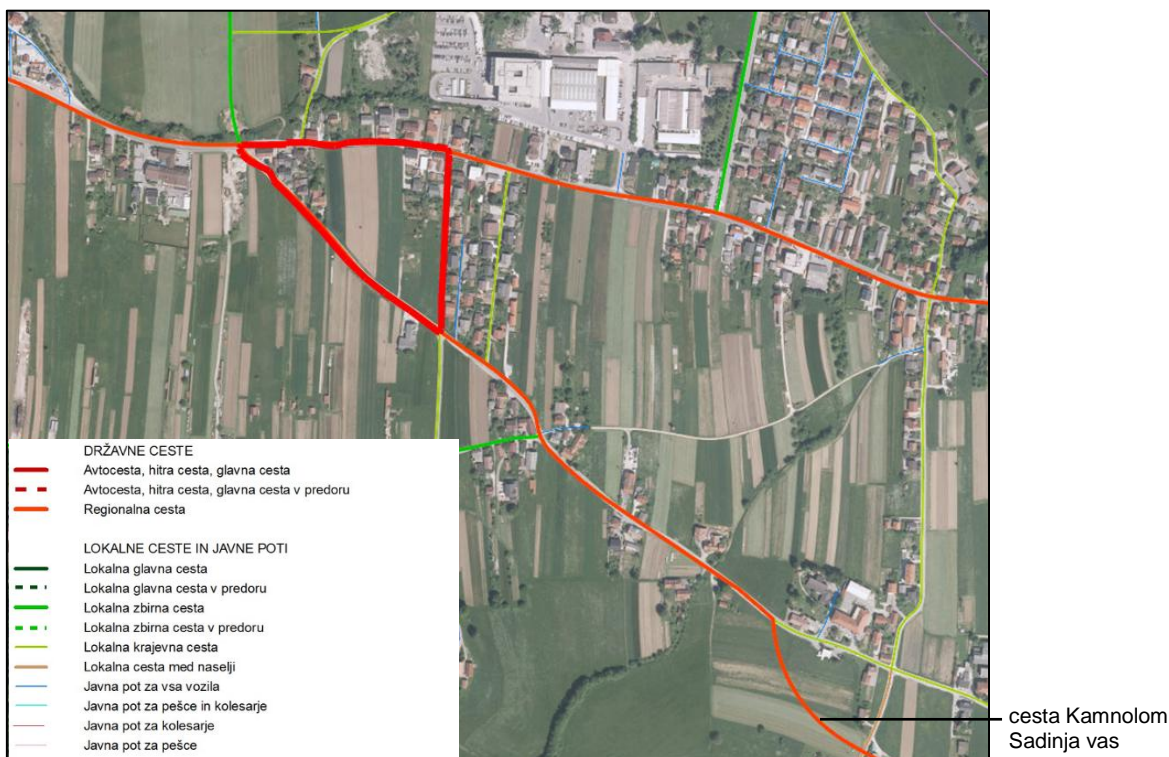 DRŽAVNE CESTE
Avtocesta, hitra cesta, glavna cesta
Avtocesta, hitra cesta, glavna cesta v predoru
Regionalna cesta
LOKALNE CESTE IN JAVNE POTI
Lokalna glavna cesta
Lokalna glavna cesta v predoru
Lokalna zbirna cesta
Lokalna zbirna cesta v predoru
Lokalna krajevna cesta
Lokalna cesta med naselji
Javna pot za vsa vozila
Javna pot za pešce in kolesarje
Javna pot za kolesarje
Javna pot za pešce
cesta Kamnolom
Sadinja vas